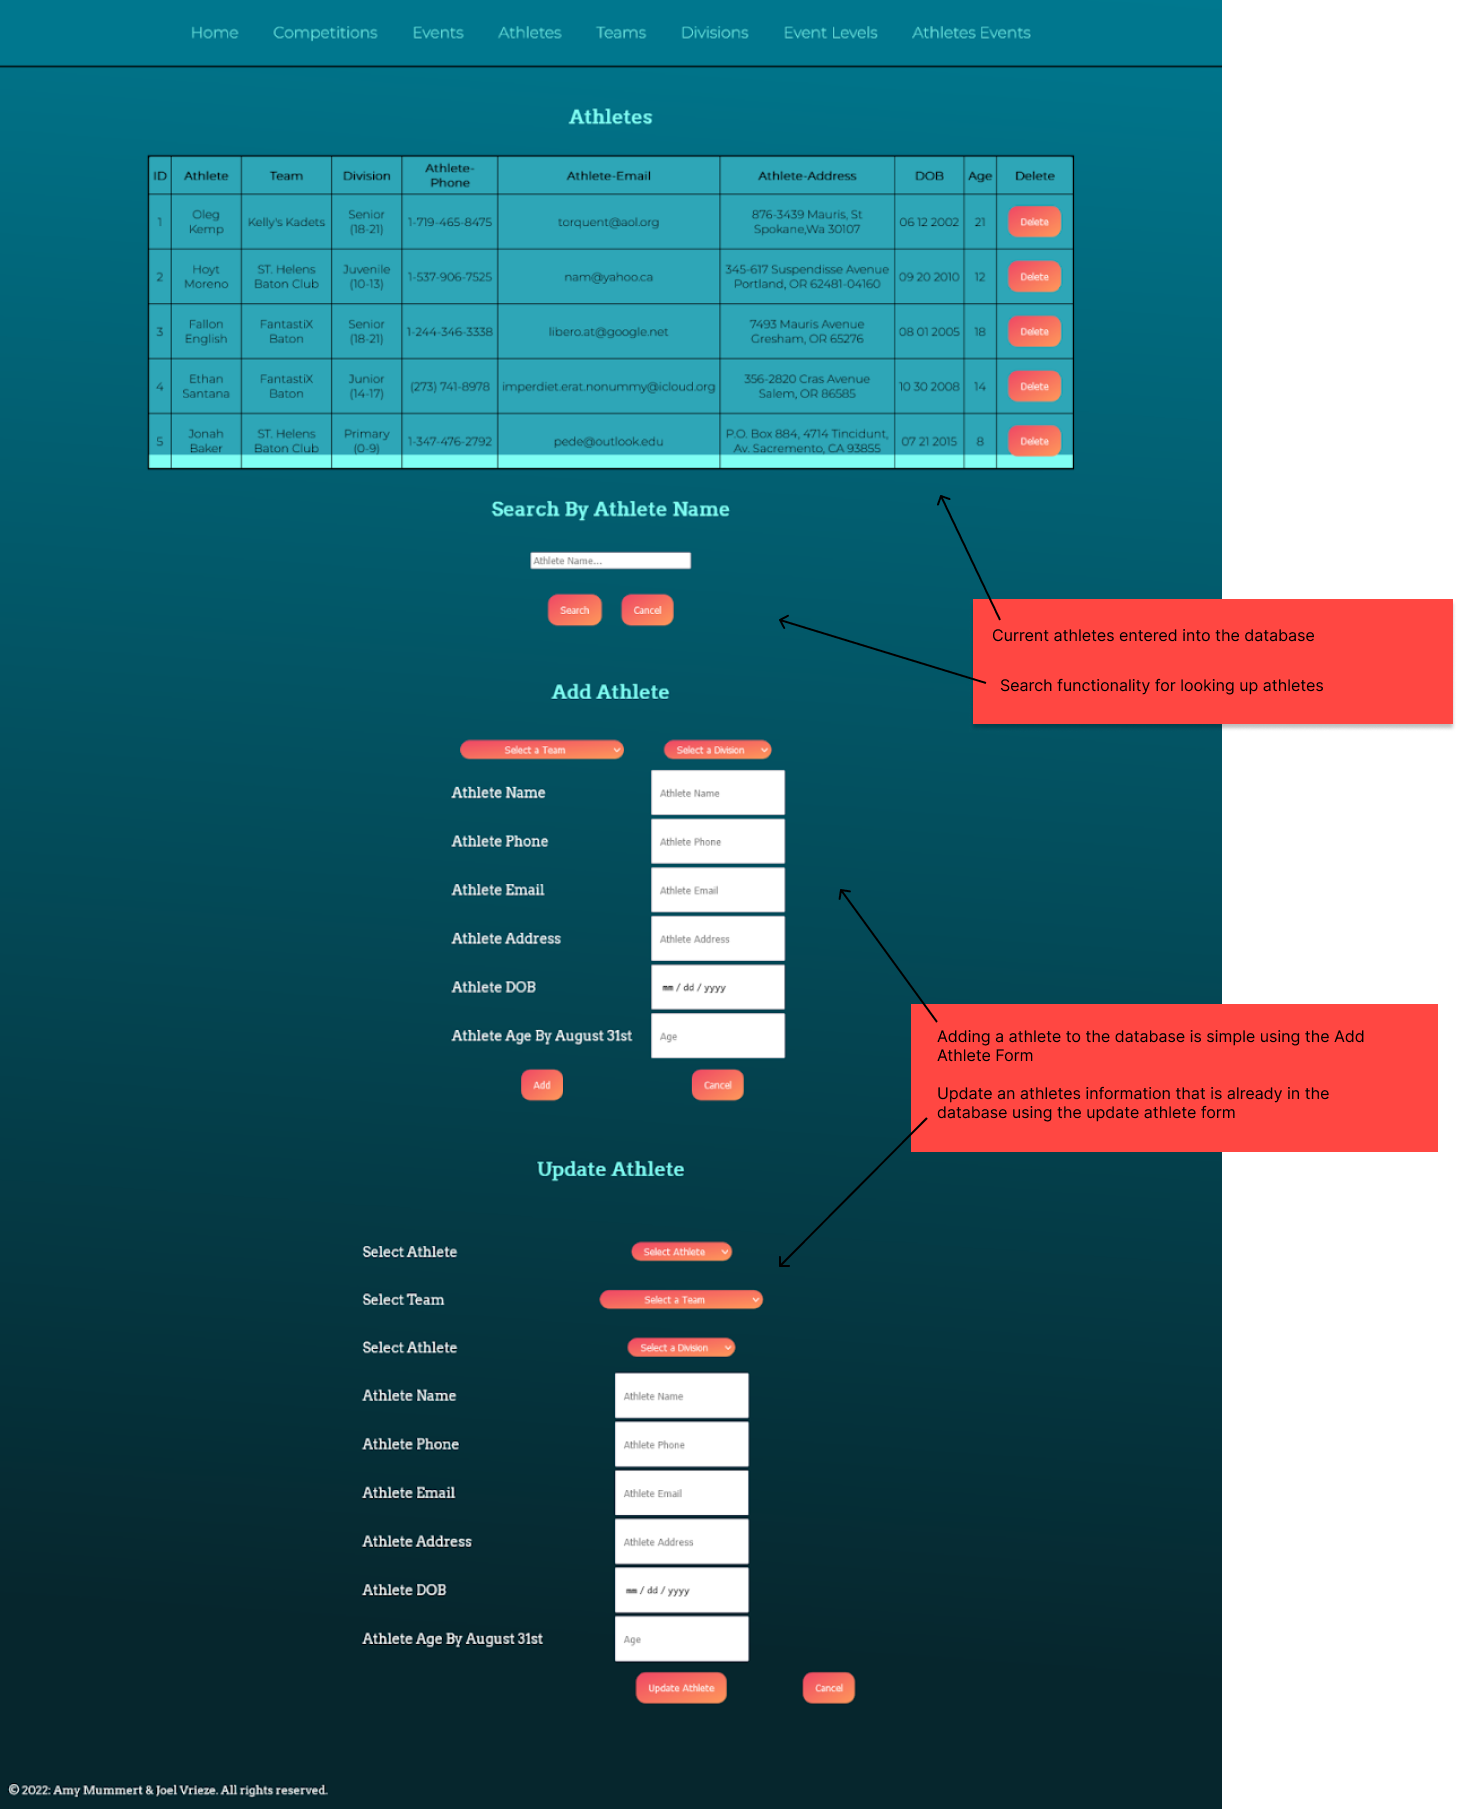 Home Competitions Events Athletes Teams Divisions Event Levels Athletes Events
Athletes
ID Athlete Team Division Athlete-Phone Athlete-Email Athlete-Address DOB Age Delete
1 Oleg Kemp Kelly's Kadets Senior (18-21) 1-719-465-8475 torquent@aol.org 876-3439 Mauris, St Spokane,Wa 30107 06 12 2002 21 Delete
2 Hoyt Moreno ST. Helens Baton Club Juvenile (10-13) 1-537-906-7525 nam@yahoo.ca 345-617 Suspendisse Avenue Portland, OR 62481-04160 09 20 2010 12 Delete
3 Fallon English FantastiX Baton Senior (18-21) 1-244-346-3338 libero.at@google.net 7493 Mauris Avenue Gresham, OR 65276 08 01 2005 18 Delete
4 Ethan Santana FantastiX Baton Junior (14-17) (273) 741-8978 imperdiet.erat.nonummy@icloud.org 356-2820 Cras Avenue Salem, OR 86585 10 30 2008 14 Delete
5 Jonah Baker ST. Helens Baton Club Primary (0-9) 1-347-476-2792 pede@outlook.edu P.O. Box 884, 4714 Tincidunt, Av. Sacremento, CA 93855 07 21 2015 8 Delete
Search By Athlete Name
Athlete Name...
Search Cancel
Current athletes entered into the database
Search functionality for looking up athletes
Add Athlete
Select a Team Select a Division
Athlete Name Athlete Name
Athlete Phone Athlete Phone
Athlete Email Athlete Email
Athlete Address Athlete Address
Athlete DOB mm / dd / yyyy
Athlete Age By August 31st Age
Add Cancel
Adding a athlete to the database is simple using the Add
Athlete Form
Update an athletes information that is already in the
database using the update athlete form
Update Athlete
Select Athlete Select Athlete
Select Team Select a Team
Select Athlete Select a Division
Athlete Name Athlete Name
Athlete Phone Athlete Phone
Athlete Email Athlete Email
Athlete Address Athlete Address
Athlete DOB mm / dd / yyyy
Athlete Age By August 31st Age
Update Athlete Cancel
© 2022: Amy Mummert & Joel Vrieze. All rights reserved.